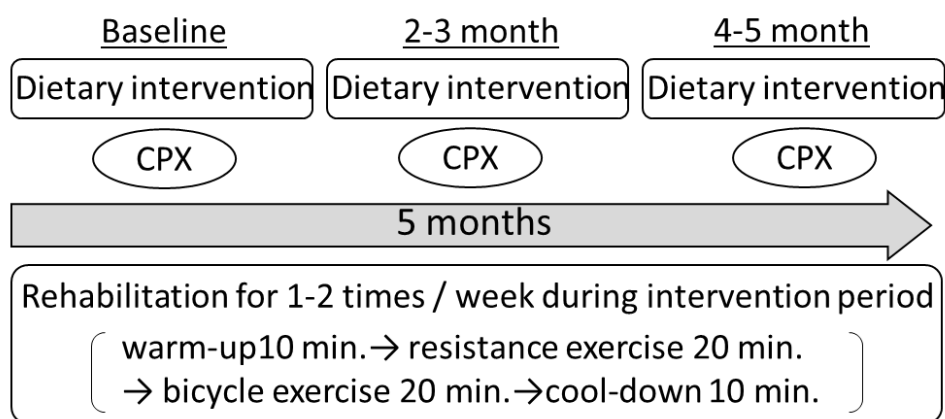 Baseline 2-3 month 4-5 month
Dietary intervention Dietary intervention Dietary intervention
CPX CPX CPX
5 months
Rehabilitation for 1-2 times / week during intervention period
warm-up10 min.→ resistance exercise 20 min.
→ bicycle exercise 20 min.→cool-down 10 min.